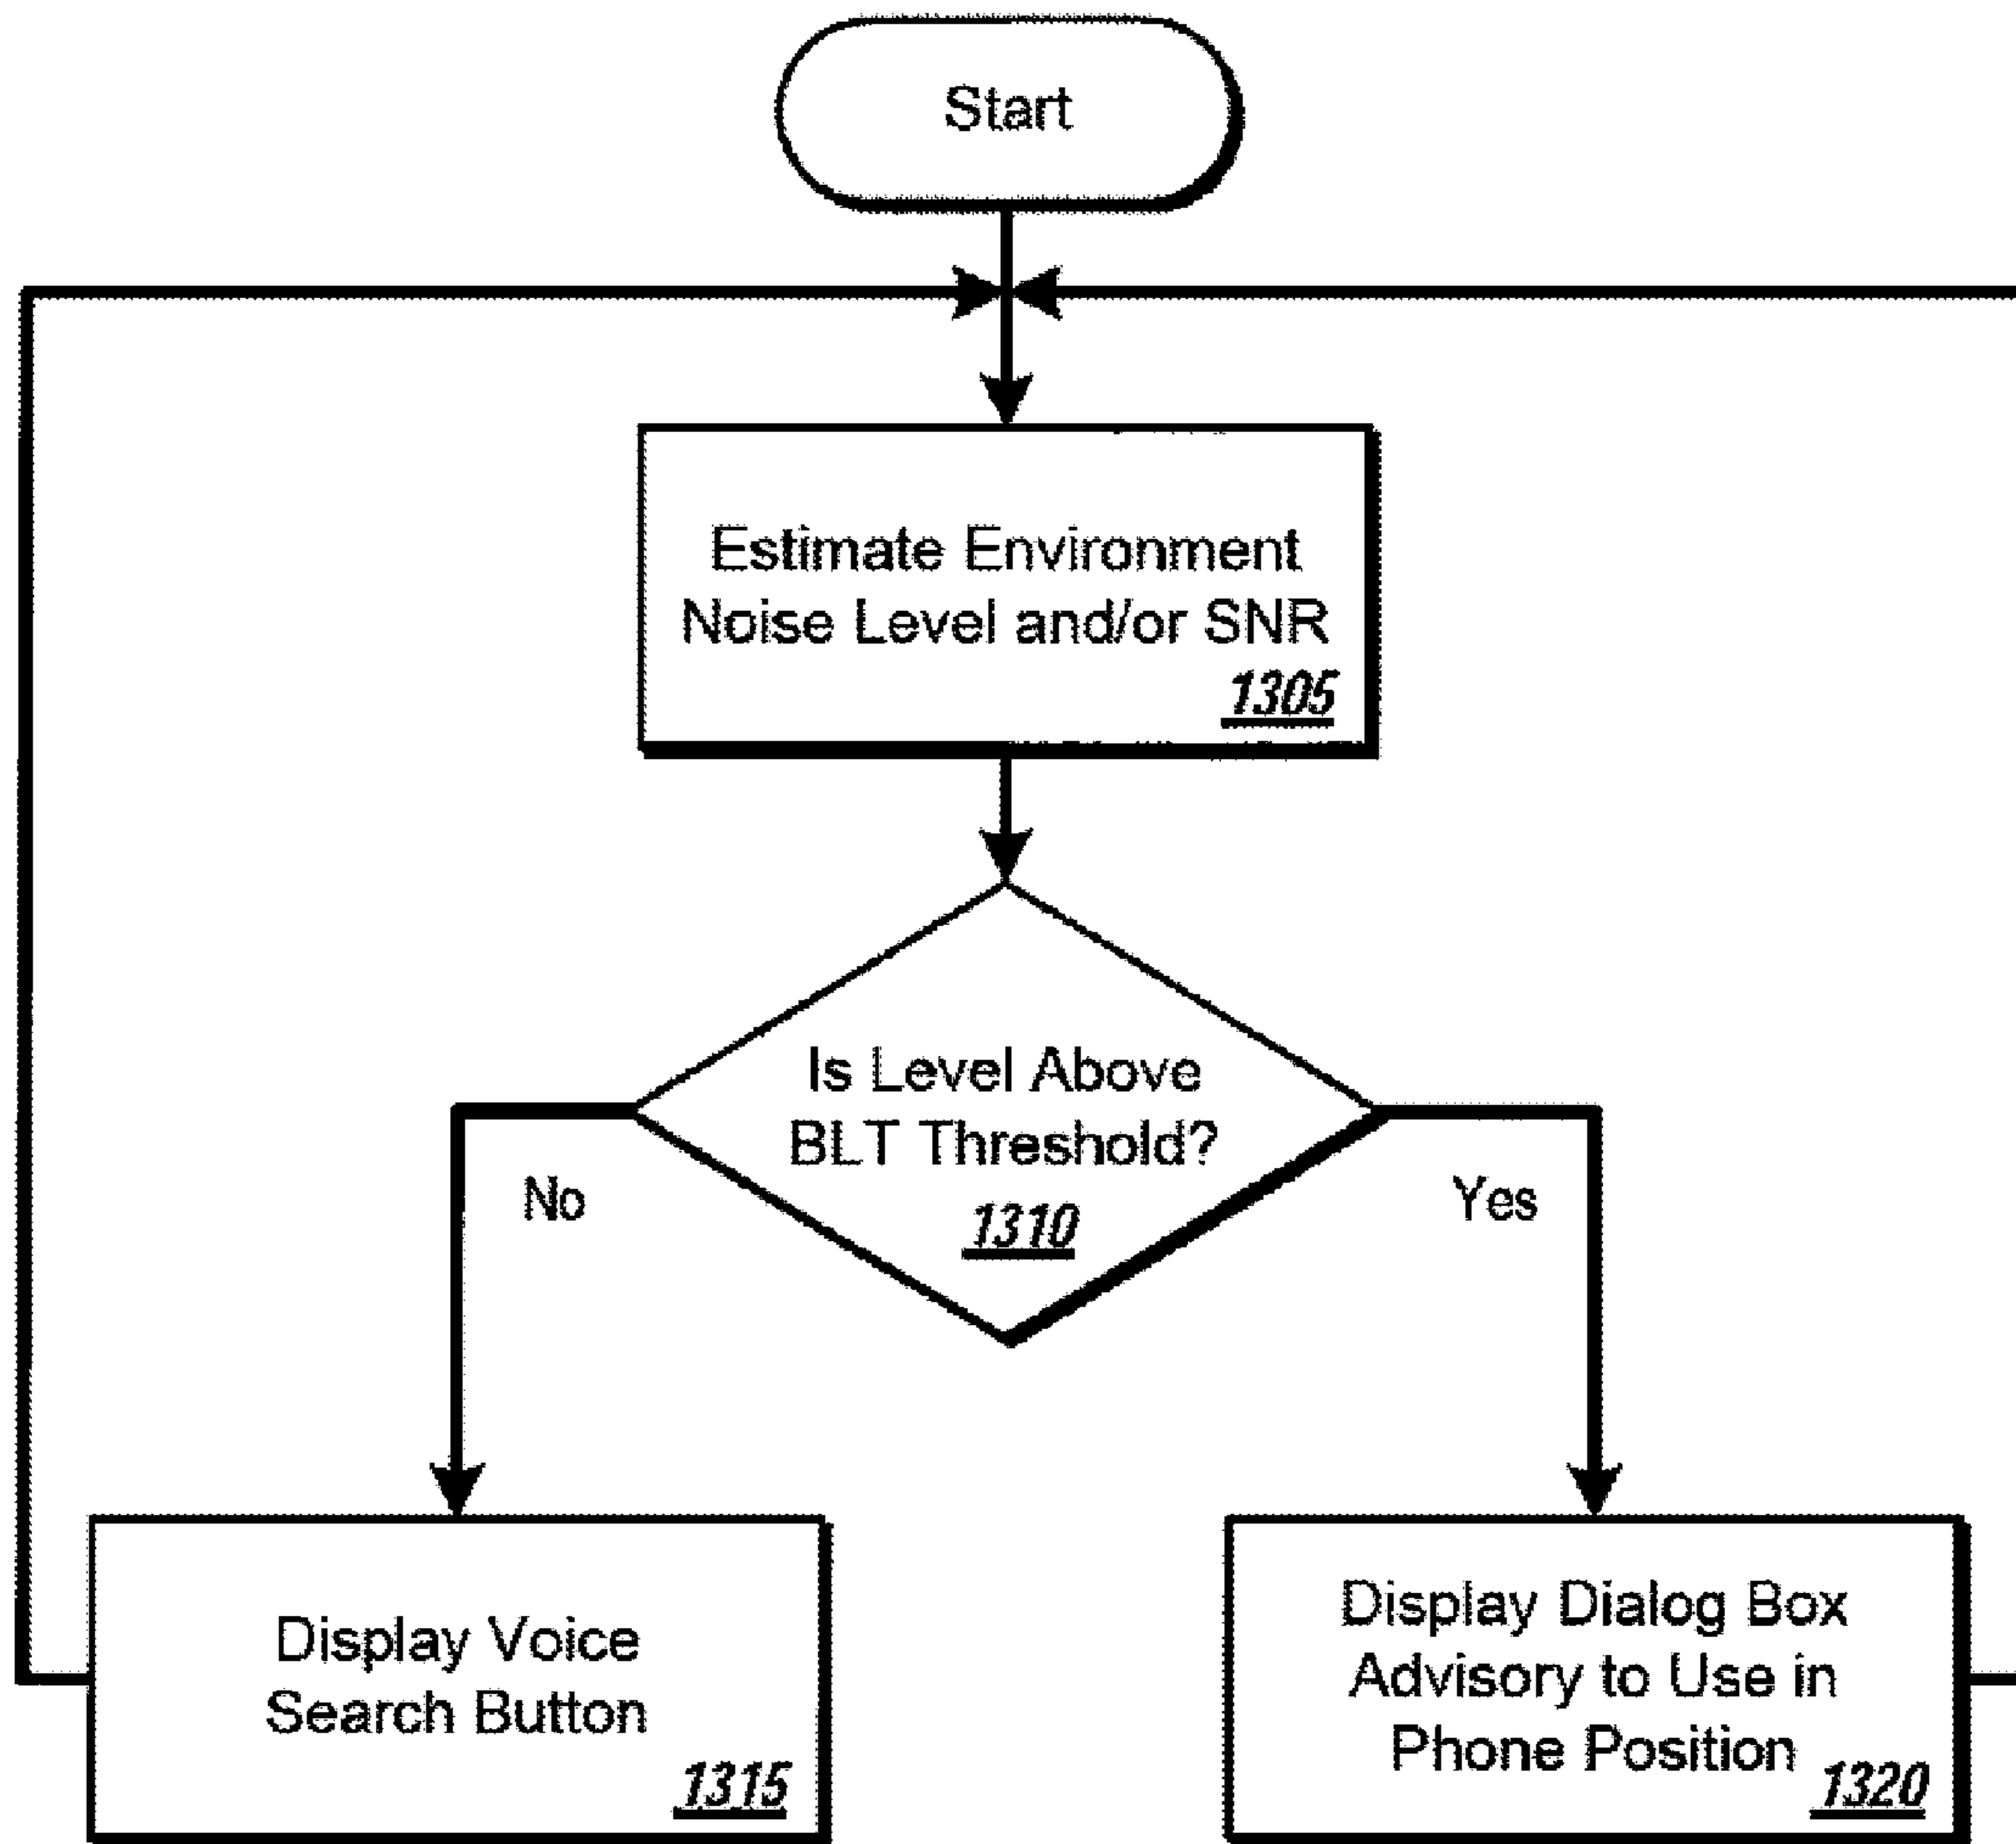 Start
Estimate Environment
Noise Level and/or SNR
1305
Is Level Above
BLT Threshold?
1310
No
Yes
Display Voice
Search Button
1315
Display Dialog Box
Advisory to Use in
Phone Position
1320